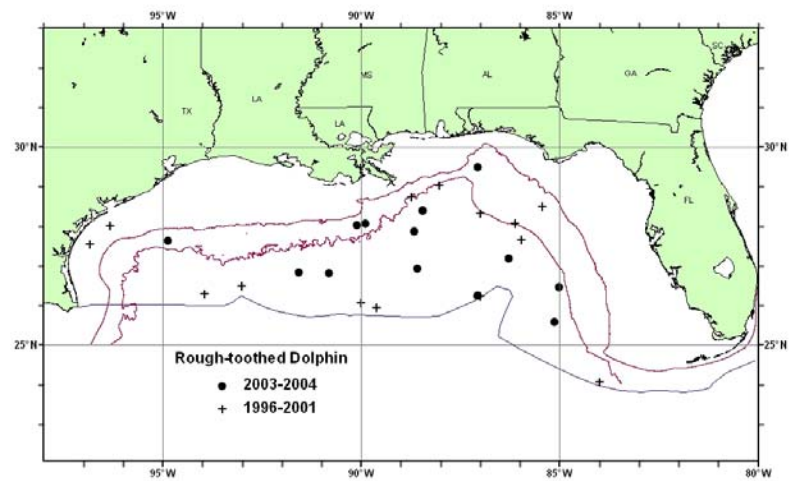 95°W 90°W 85°W
SC
MS AL GA
LA
TX LA
30°N 30°N
FL
25°N 25°N
Rough-toothed Dolphin
2003-2004
1996-2001
95°W 90°W 85°W 80°W